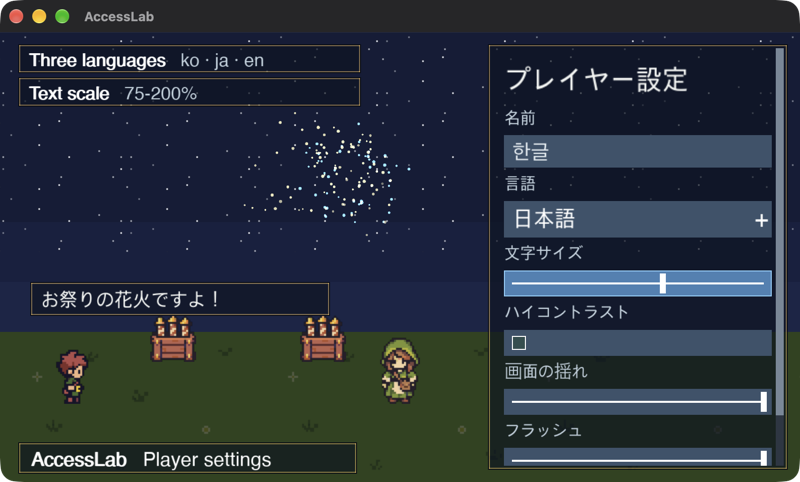 AccessLab
Three languages ko · ja · en
Text scale 75-200%
お祭りの花火ですよ！
AccessLab Player settings
プレイヤー設定
名前
한글
言語
日本語 +
文字サイズ
ハイコントラスト
画面の揺れ
フラッシュ